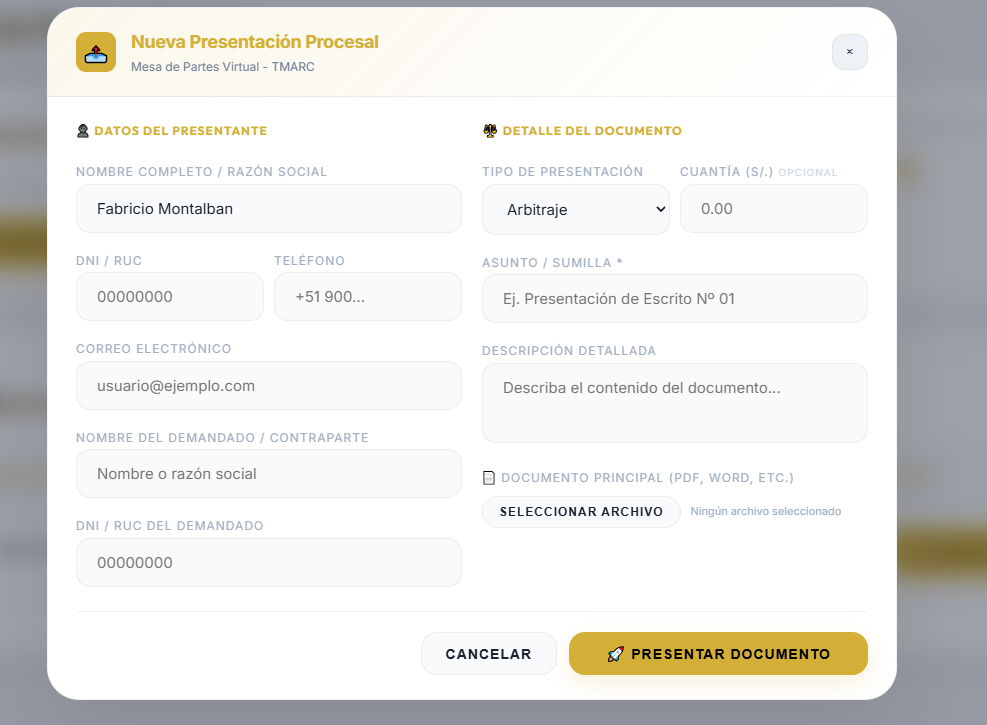 Nueva Presentación Procesal
Mesa de Partes Virtual - TMARC
×
DATOS DEL PRESENTANTE
NOMBRE COMPLETO / RAZÓN SOCIAL
Fabricio Montalban
DNI / RUC
TELÉFONO
00000000
+51 900...
CORREO ELECTRÓNICO
usuario@ejemplo.com
NOMBRE DEL DEMANDADO / CONTRAPARTE
Nombre o razón social
DNI / RUC DEL DEMANDADO
00000000
DETALLE DEL DOCUMENTO
TIPO DE PRESENTACIÓN
CUANTÍA (S/.) OPCIONAL
Arbitraje
0.00
ASUNTO / SUMILLA *
Ej. Presentación de Escrito Nº 01
DESCRIPCIÓN DETALLADA
Describa el contenido del documento...
DOCUMENTO PRINCIPAL (PDF, WORD, ETC.)
SELECCIONAR ARCHIVO
Ningún archivo seleccionado
CANCELAR
PRESENTAR DOCUMENTO